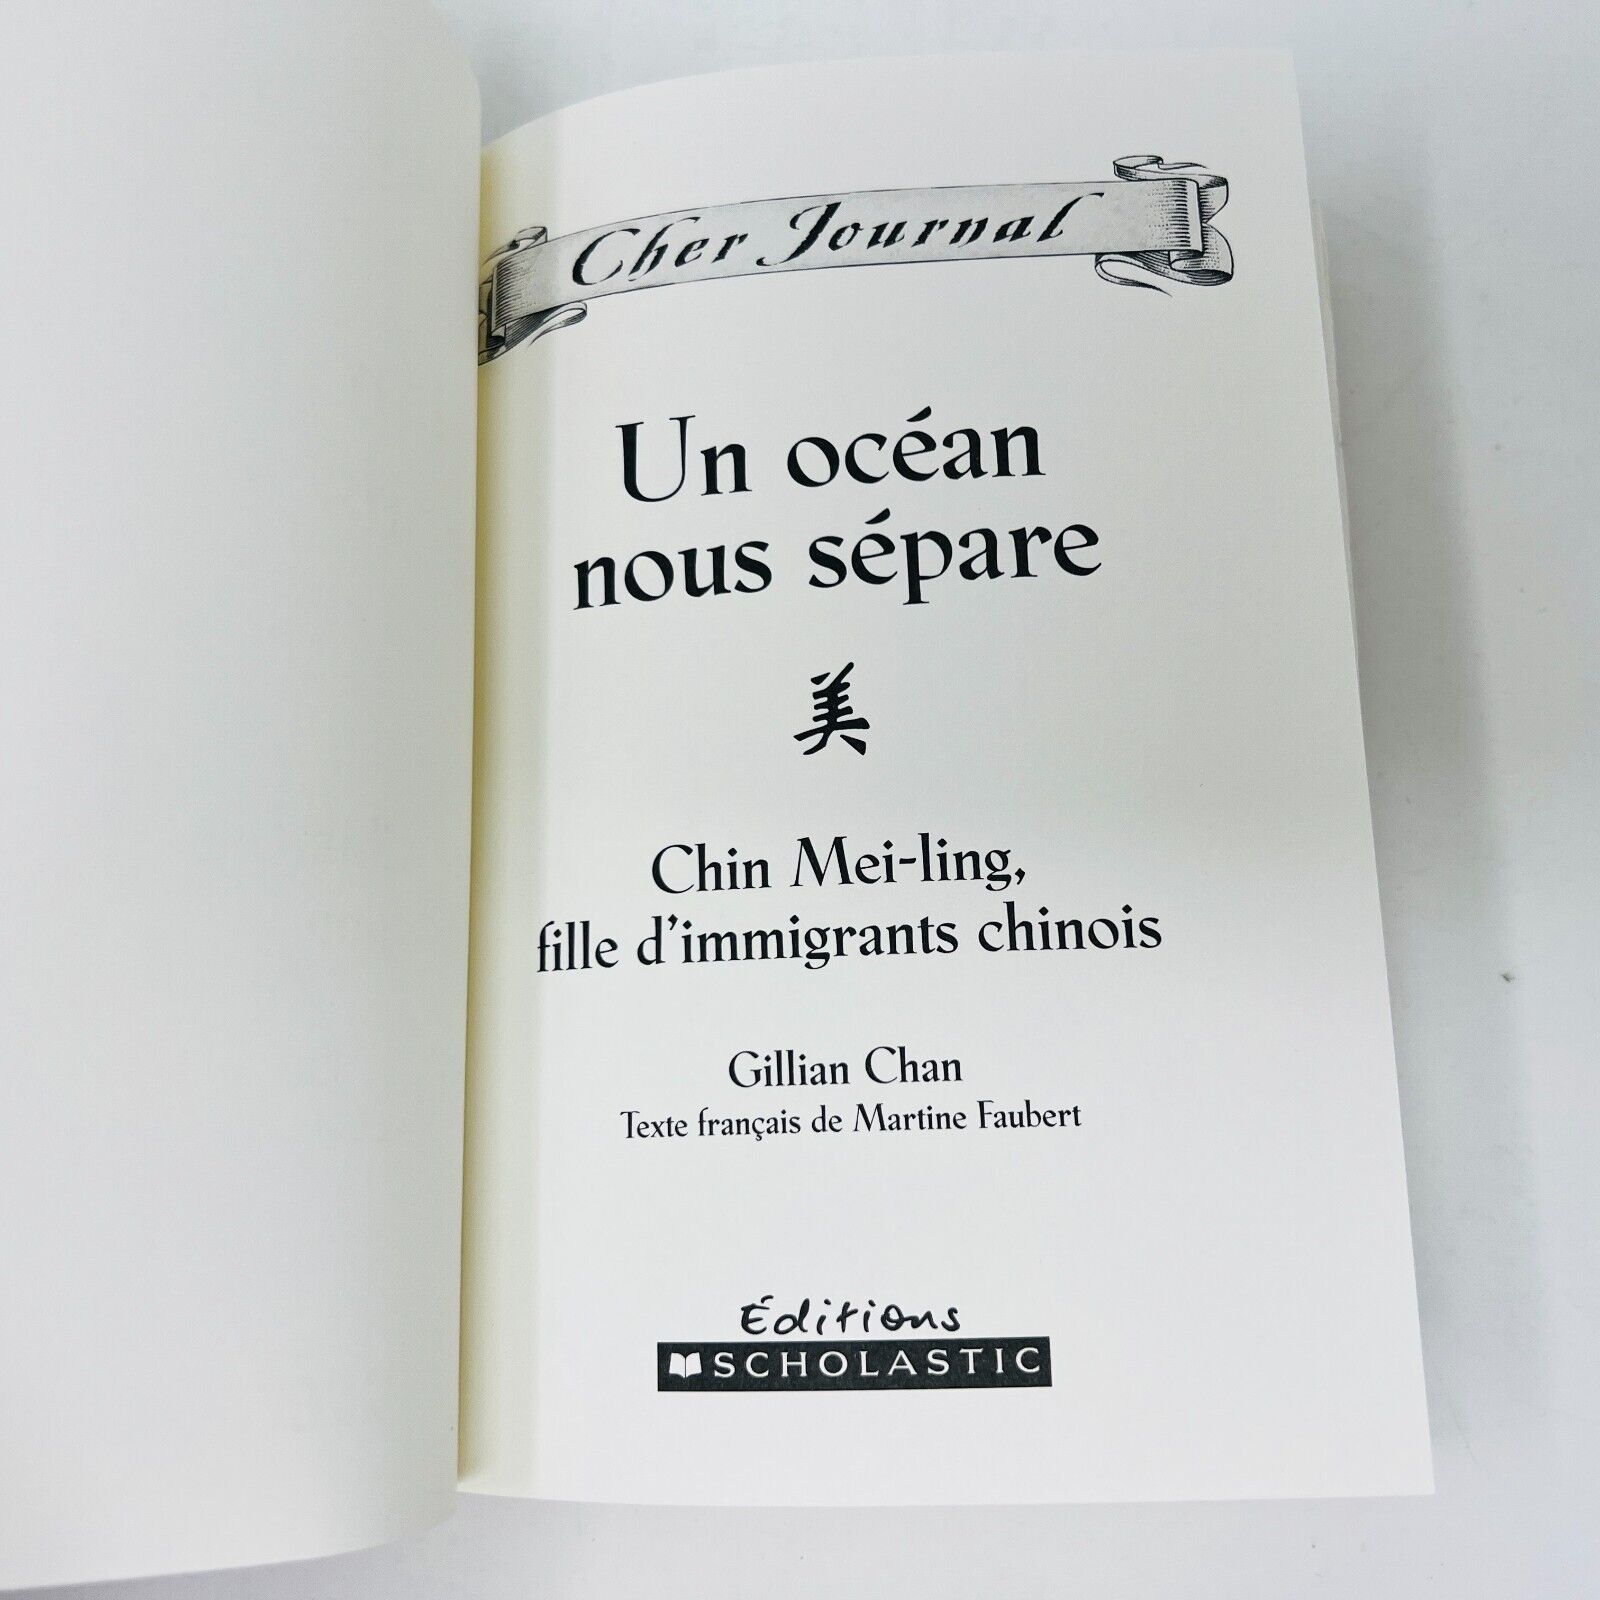 Cher Journal
Un océan
nous sépare
美
Chin Mei-ling,
fille d'immigrants chinois
Gillian Chan
Texte français de Martine Faubert
Éditions
SCHOLASTIC